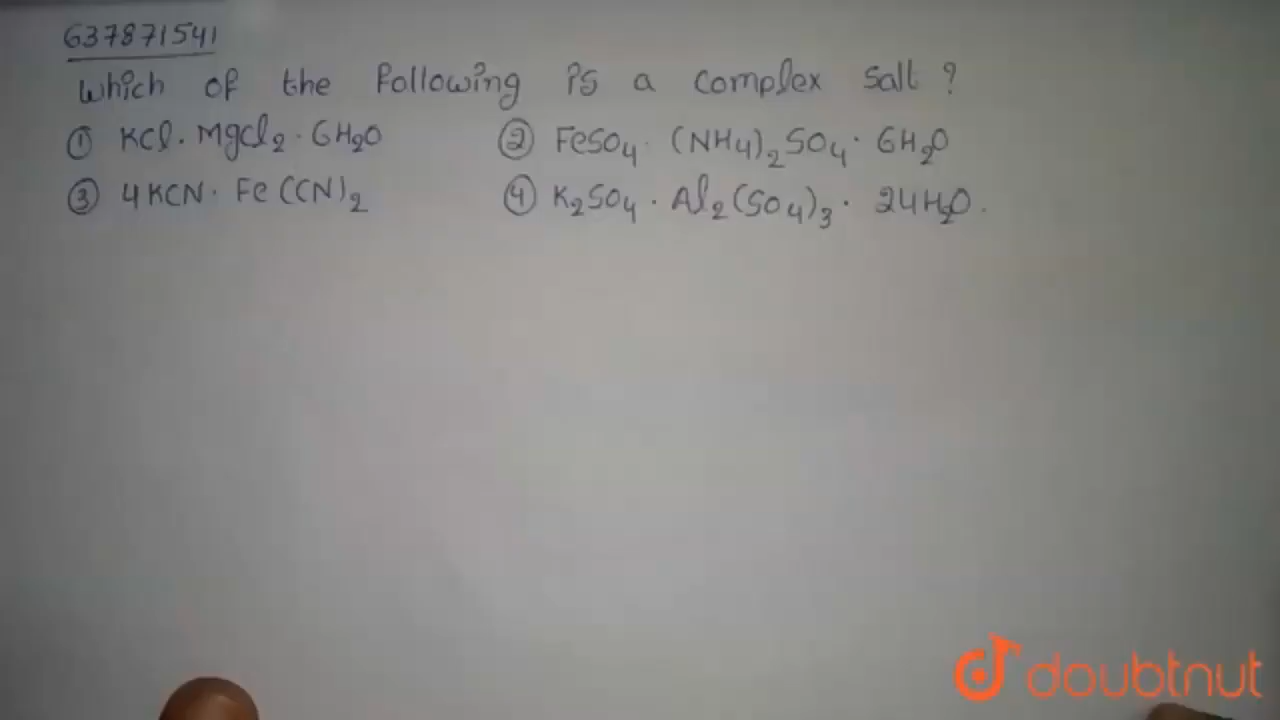 637871541
Which of the following is a complex salt ?
① KCl . MgCl₂ . 6H₂O ② FeSO₄ . (NH₄)₂SO₄ . 6H₂O
③ 4KCN . Fe(CN)₂ ④ K₂SO₄ . Al₂(SO₄)₃ . 24H₂O .
doubtnut